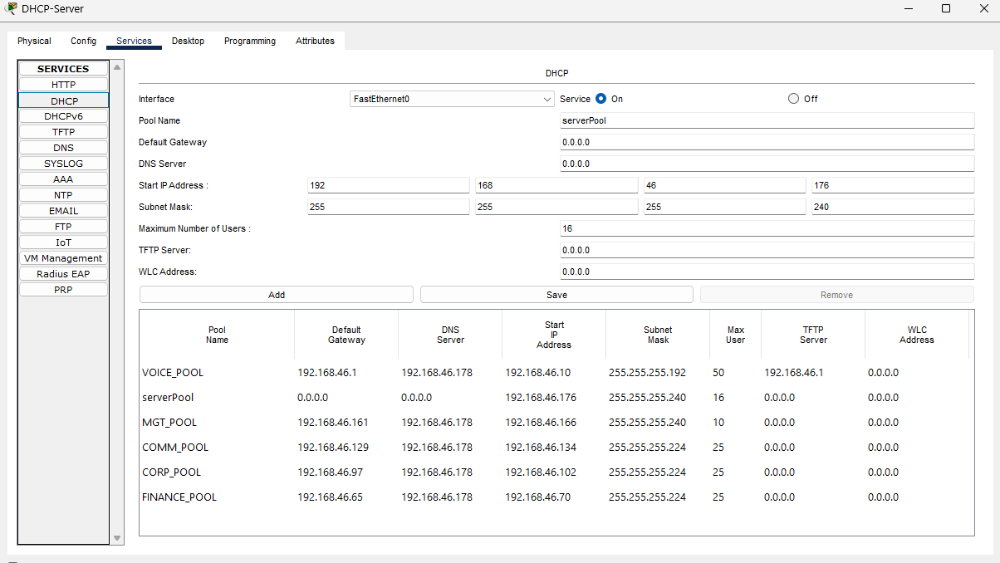 DHCP-Server
Physical Config Services Desktop Programming Attributes
SERVICES
HTTP
DHCP
DHCPv6
TFTP
DNS
SYSLOG
AAA
NTP
EMAIL
FTP
IoT
VM Management
Radius EAP
PRP
DHCP
Interface FastEthernet0 Service On Off
Pool Name serverPool
Default Gateway 0.0.0.0
DNS Server 0.0.0.0
Start IP Address : 192 168 46 176
Subnet Mask: 255 255 255 240
Maximum Number of Users : 16
TFTP Server: 0.0.0.0
WLC Address: 0.0.0.0
Add Save Remove
Pool Name Default Gateway DNS Server Start IP Address Subnet Mask Max User TFTP Server WLC Address
VOICE_POOL 192.168.46.1 192.168.46.178 192.168.46.10 255.255.255.192 50 192.168.46.1 0.0.0.0
serverPool 0.0.0.0 0.0.0.0 192.168.46.176 255.255.255.240 16 0.0.0.0 0.0.0.0
MGT_POOL 192.168.46.161 192.168.46.178 192.168.46.166 255.255.255.240 10 0.0.0.0 0.0.0.0
COMM_POOL 192.168.46.129 192.168.46.178 192.168.46.134 255.255.255.224 25 0.0.0.0 0.0.0.0
CORP_POOL 192.168.46.97 192.168.46.178 192.168.46.102 255.255.255.224 25 0.0.0.0 0.0.0.0
FINANCE_POOL 192.168.46.65 192.168.46.178 192.168.46.70 255.255.255.224 25 0.0.0.0 0.0.0.0